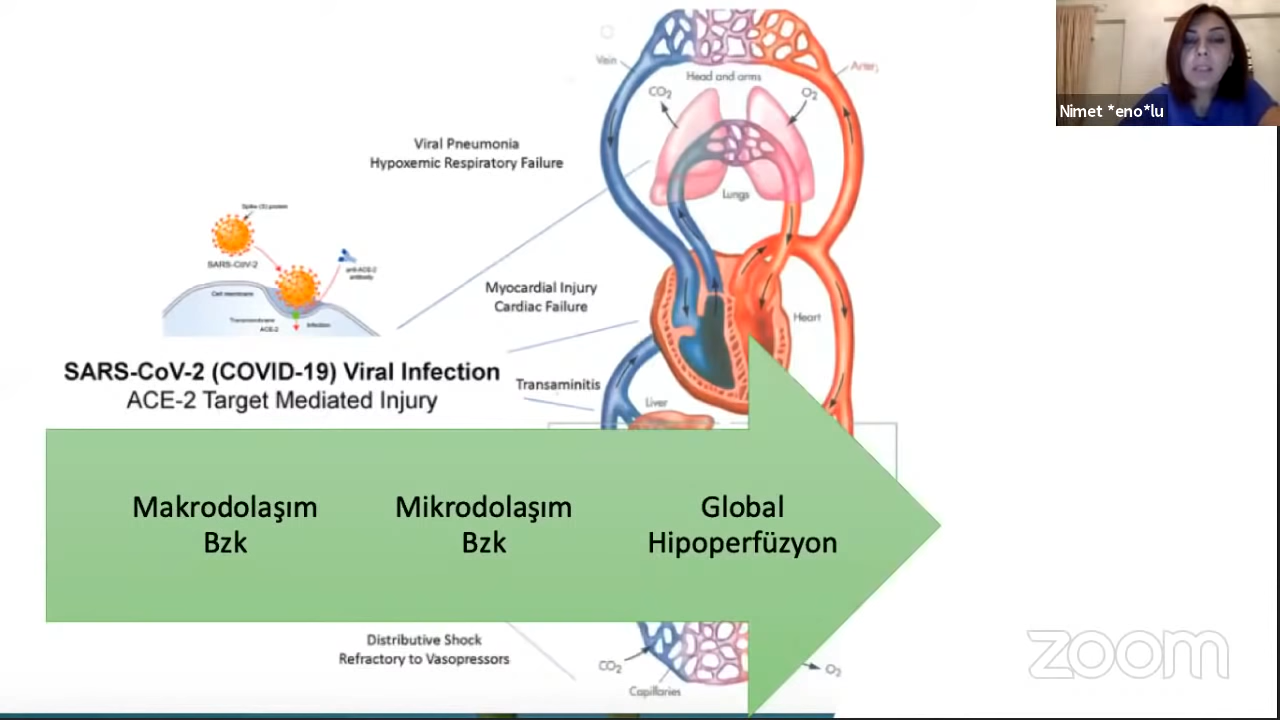 Nimet *eno*lu
Vein
Artery
Head and arms
CO2
O2
Viral Pneumonia
Hypoxemic Respiratory Failure
Lungs
Spike (S) protein
SARS-CoV-2
anti-ACE-2
antibody
Cell membrane
Transmembrane
ACE-2
Infection
Myocardial Injury
Cardiac Failure
Heart
SARS-CoV-2 (COVID-19) Viral Infection
ACE-2 Target Mediated Injury
Transaminitis
Liver
Makrodolaşım
Bzk
Mikrodolaşım
Bzk
Global
Hipoperfüzyon
Distributive Shock
Refractory to Vasopressors
CO2
O2
Capillaries
zoom